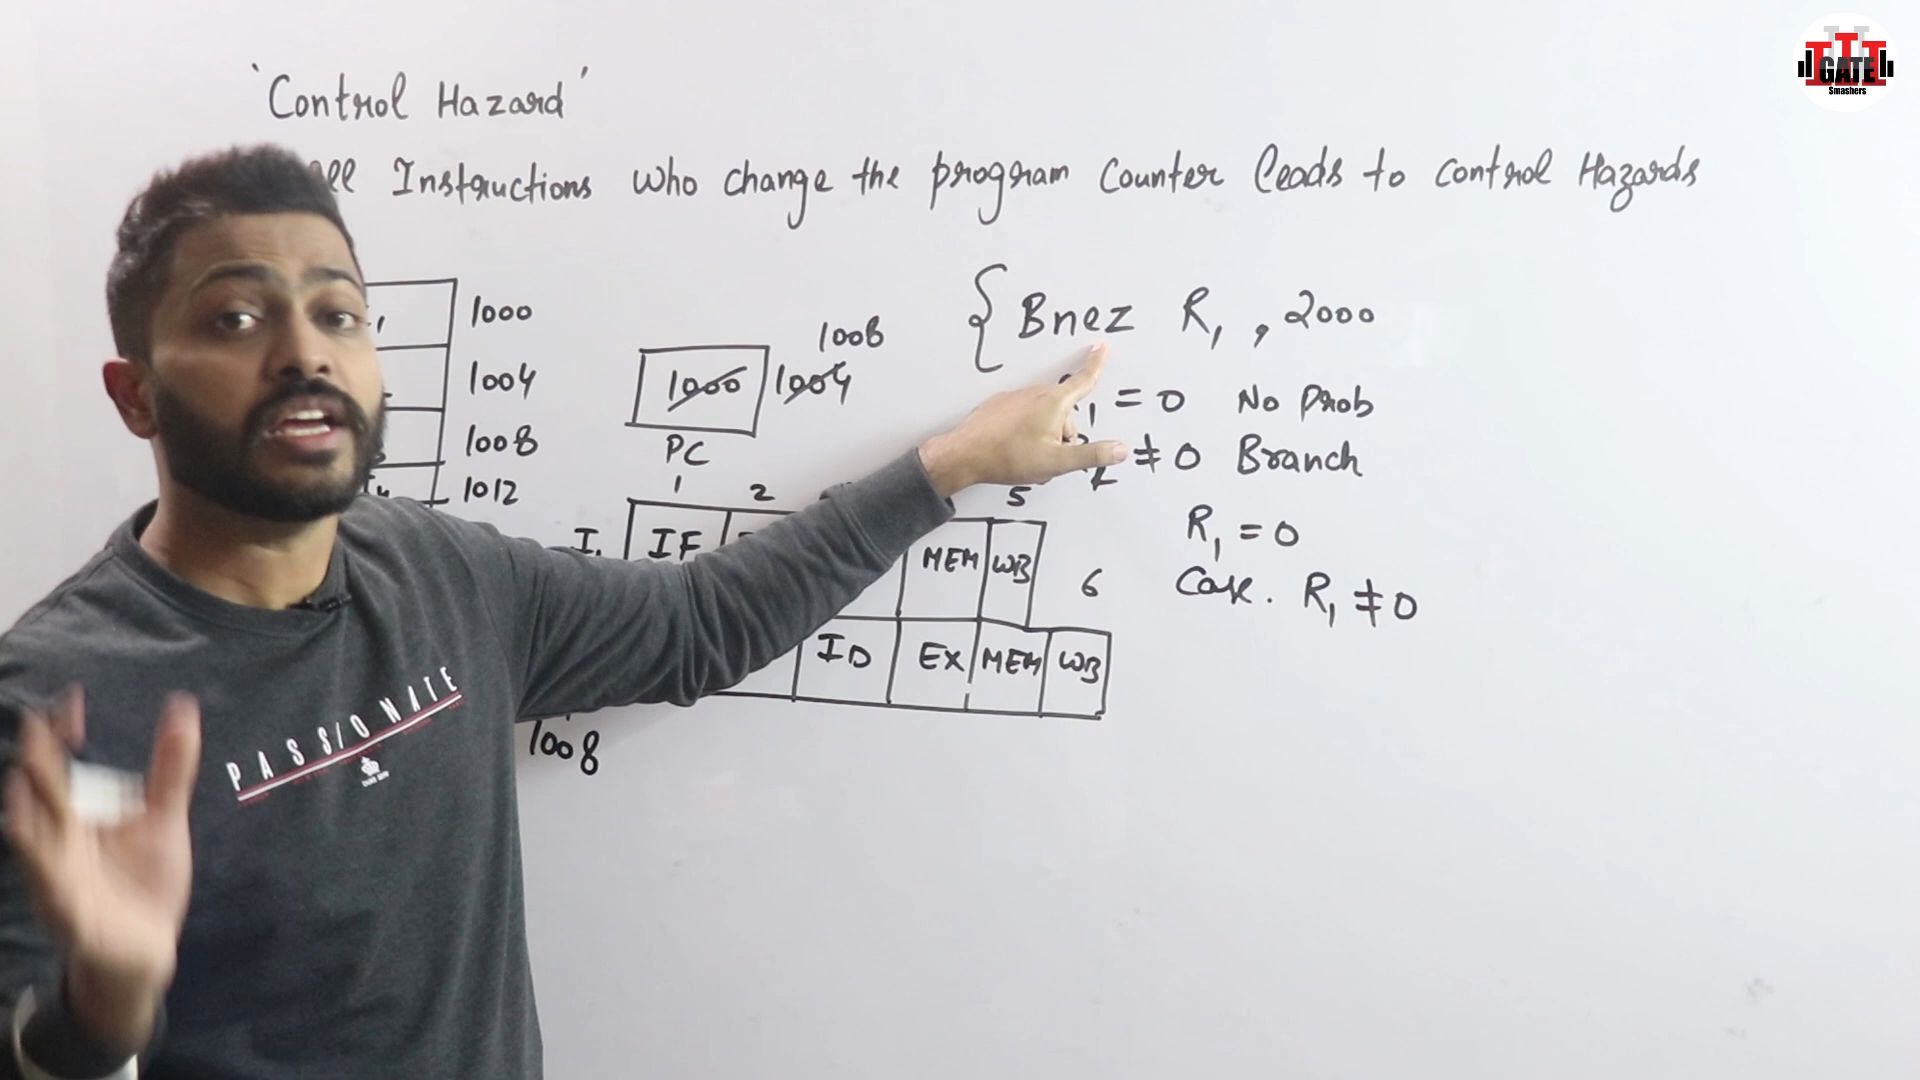 'Control Hazard'
Instructions who change the program Counter leads to control Hazards
1000
1004
1008
1012
1000 1004 1008
PC
Bnez R1, 2000
= 0 No Prob
≠ 0 Branch
R1 = 0
Case. R1 ≠ 0
1 2 5
I1 IF MEM WB 6
ID EX MEM WB
1008
PASSIONATE
GATE
Smashers